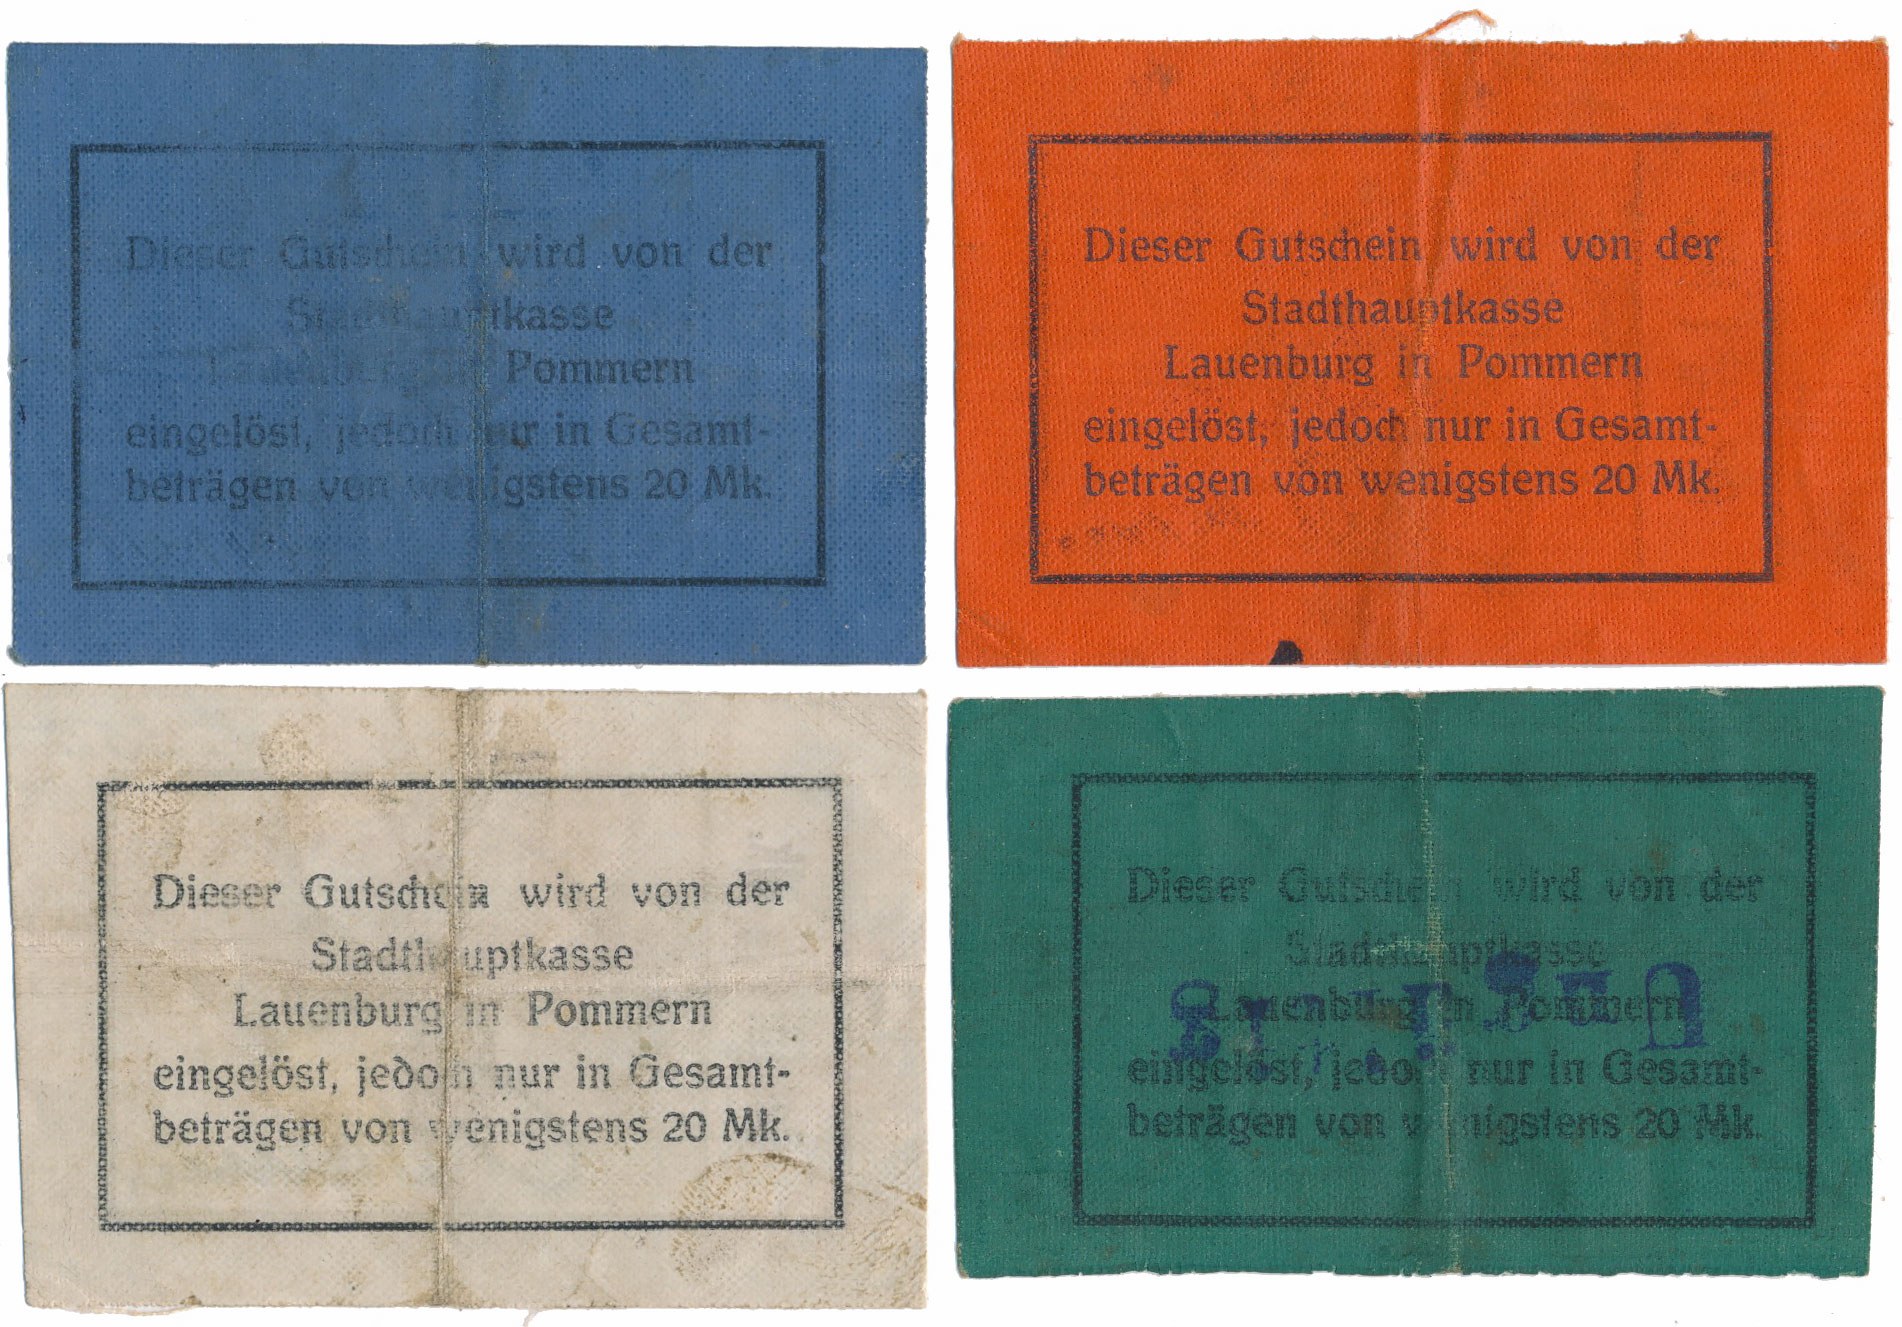 Dieser Gutschein wird von der
Stadthauptkasse
Lauenburg in Pommern
eingelöst, jedoch nur in Gesamt-
beträgen von wenigstens 20 Mk.
Dieser Gutschein wird von der
Stadthauptkasse
Lauenburg in Pommern
eingelöst, jedoch nur in Gesamt-
beträgen von wenigstens 20 Mk.
Dieser Gutschein wird von der
Stadthauptkasse
Lauenburg in Pommern
eingelöst, jedoch nur in Gesamt-
beträgen von wenigstens 20 Mk.
Dieser Gutschein wird von der
Stadthauptkasse
Lauenburg in Pommern
eingelöst, jedoch nur in Gesamt-
beträgen von wenigstens 20 Mk.